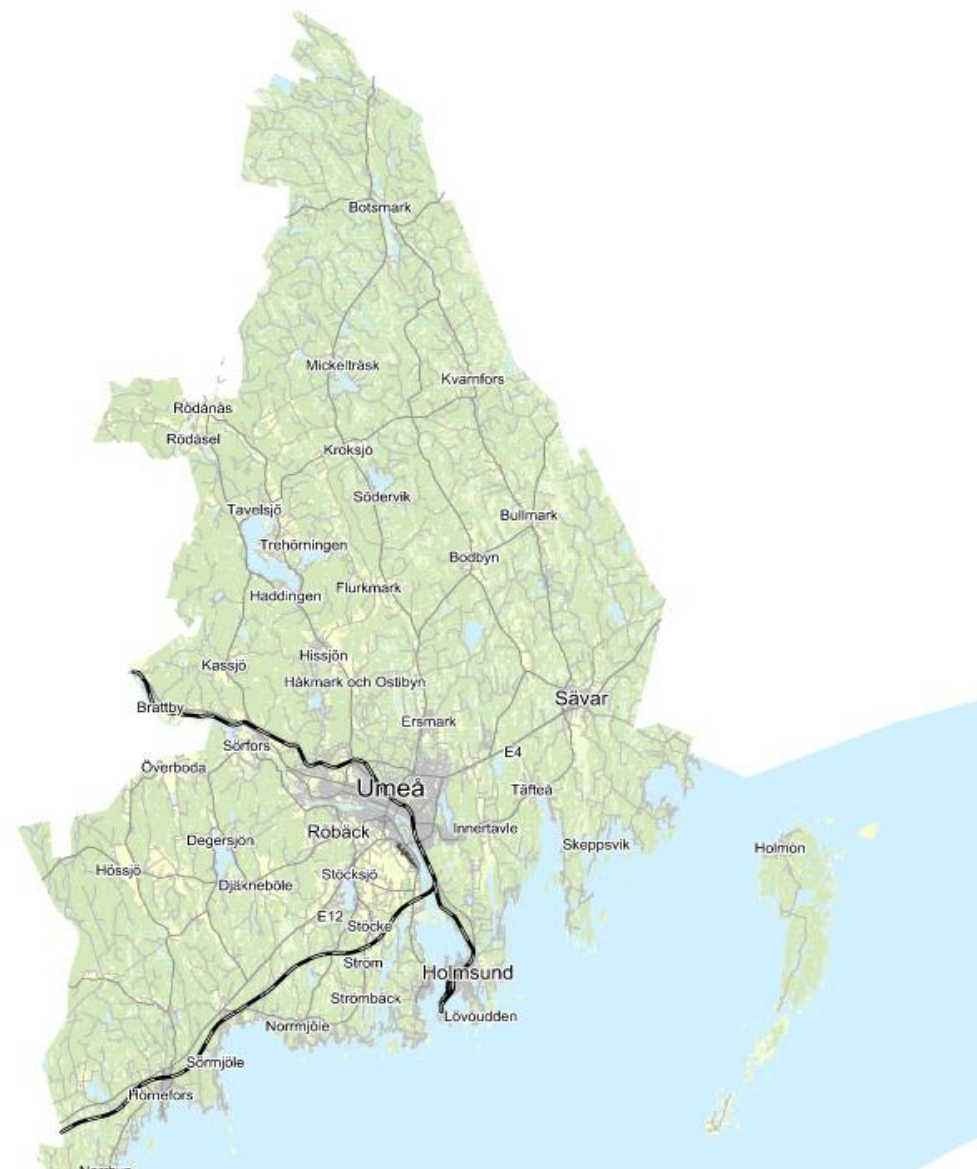 Botsmark
Mickelträsk
Kvarnfors
Rödånäs
Rödåsel
Kroksjö
Södervik
Tavelsjö
Bullmark
Trehörningen
Bodbyn
Flurkmark
Haddingen
Hissjön
Kassjö
Håkmark och Ostibyn
Sävar
Brattby
Ersmark
Sörfors
E4
Överboda
Umeå
Täfteå
Innertavle
Röbäck
Degersjön
Skeppsvik
Holmön
Hössjö
Stöcksjö
Djäkneböle
E12
Stöcke
Ström
Holmsund
Strömbäck
Lövöudden
Norrmjöle
Sörmjöle
Hörnefors